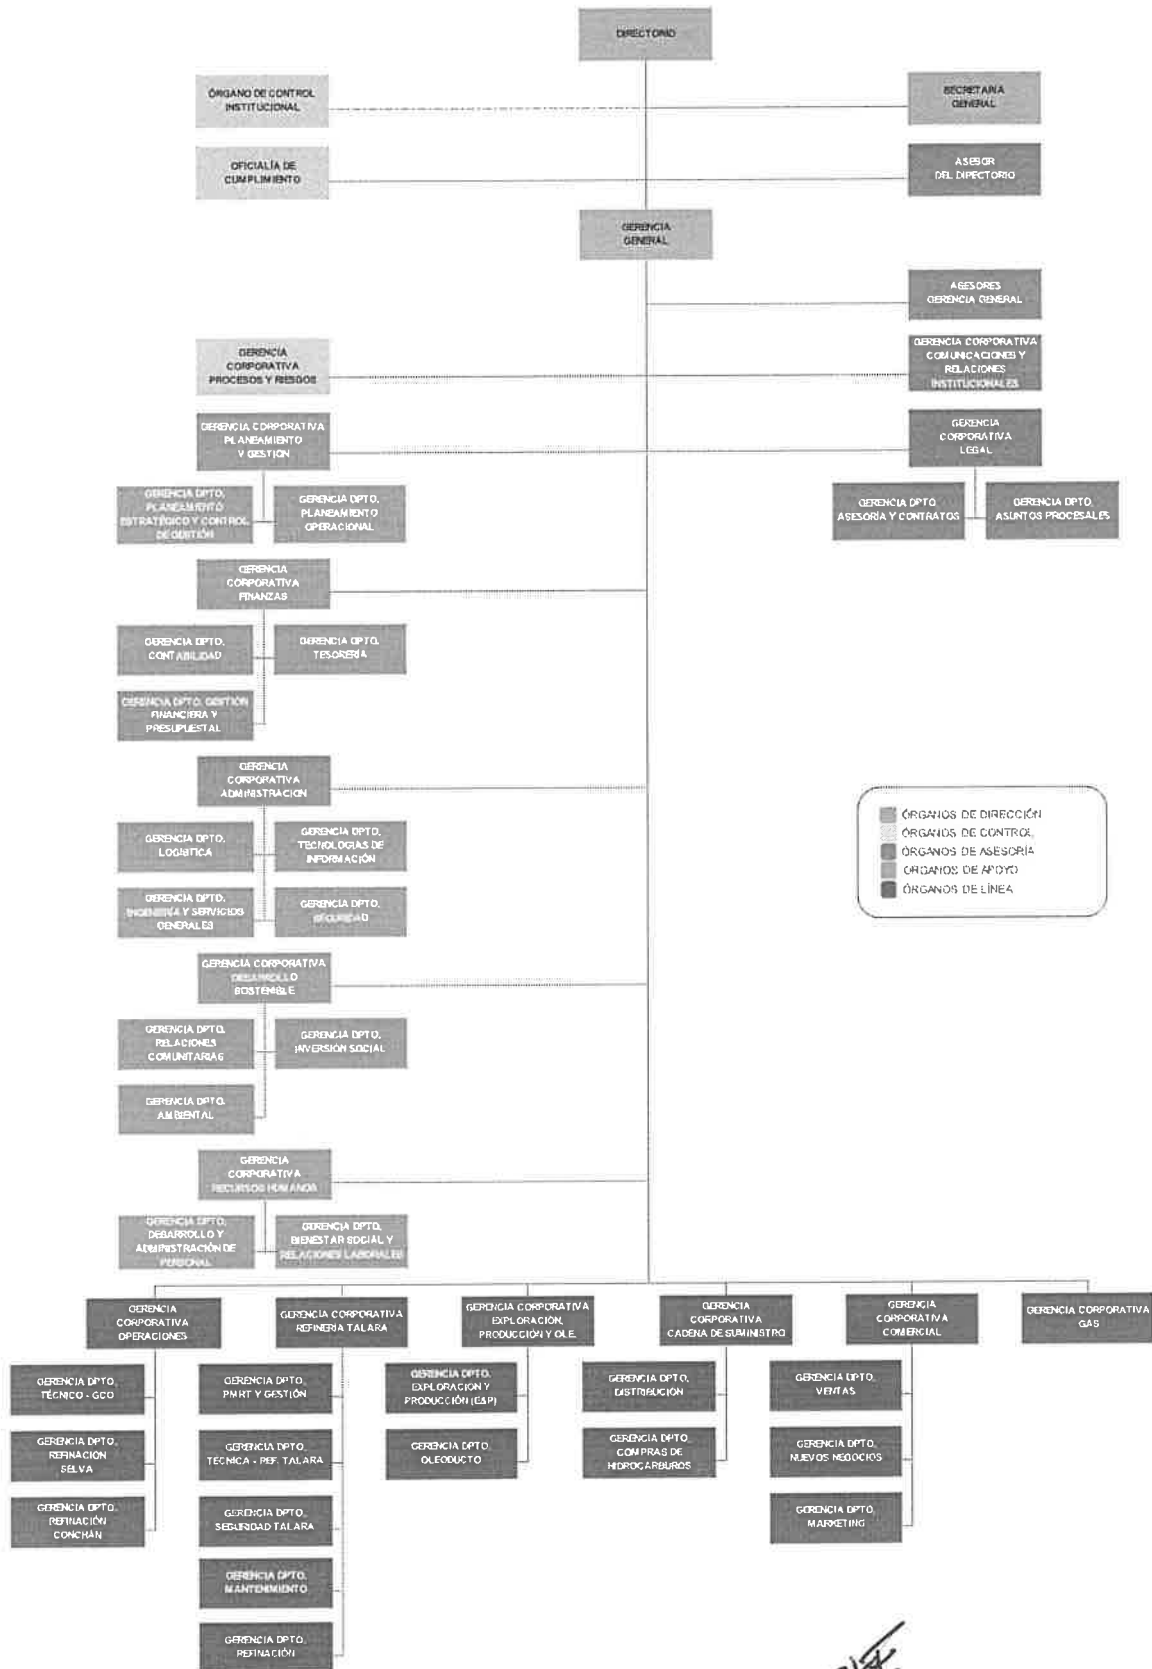 DIRECTORIO
ÓRGANO DE CONTROL
INSTITUCIONAL
SECRETARÍA
GENERAL
OFICIALÍA DE
CUMPLIMIENTO
ASESOR
DEL DIRECTORIO
GERENCIA
GENERAL
ASESORES
GERENCIA GENERAL
GERENCIA
CORPORATIVA
PROCESOS Y RIESGOS
GERENCIA CORPORATIVA
COMUNICACIONES Y
RELACIONES
INSTITUCIONALES
GERENCIA CORPORATIVA
PLANEAMIENTO
Y GESTIÓN
GERENCIA
CORPORATIVA
LEGAL
GERENCIA DPTO.
PLANEAMIENTO
ESTRATÉGICO Y CONTROL
DE GESTIÓN
GERENCIA DPTO.
PLANEAMIENTO
OPERACIONAL
GERENCIA DPTO.
ASESORÍA Y CONTRATOS
GERENCIA DPTO.
ASUNTOS PROCESALES
GERENCIA
CORPORATIVA
FINANZAS
GERENCIA DPTO.
CONTABILIDAD
GERENCIA DPTO.
TESORERÍA
GERENCIA DPTO. GESTIÓN
FINANCIERA Y
PRESUPUESTAL
GERENCIA
CORPORATIVA
ADMINISTRACIÓN
GERENCIA DPTO.
LOGÍSTICA
GERENCIA DPTO.
TECNOLOGÍAS DE
INFORMACIÓN
GERENCIA DPTO.
INGENIERÍA Y SERVICIOS
GENERALES
GERENCIA DPTO.
SEGURIDAD
ÓRGANOS DE DIRECCIÓN
ÓRGANOS DE CONTROL
ÓRGANOS DE ASESORÍA
ÓRGANOS DE APOYO
ÓRGANOS DE LÍNEA
GERENCIA CORPORATIVA
DESARROLLO
SOSTENIBLE
GERENCIA DPTO.
RELACIONES
COMUNITARIAS
GERENCIA DPTO.
INVERSIÓN SOCIAL
GERENCIA DPTO.
AMBIENTAL
GERENCIA
CORPORATIVA
RECURSOS HUMANOS
GERENCIA DPTO.
DESARROLLO Y
ADMINISTRACIÓN DE
PERSONAL
GERENCIA DPTO.
BIENESTAR SOCIAL Y
RELACIONES LABORALES
GERENCIA
CORPORATIVA
OPERACIONES
GERENCIA CORPORATIVA
REFINERÍA TALARA
GERENCIA CORPORATIVA
EXPLORACIÓN,
PRODUCCIÓN Y OLE.
GERENCIA
CORPORATIVA
CADENA DE SUMINISTRO
GERENCIA
CORPORATIVA
COMERCIAL
GERENCIA CORPORATIVA
GAS
GERENCIA DPTO.
TÉCNICO - GCO
GERENCIA DPTO.
REFINACIÓN
SELVA
GERENCIA DPTO.
REFINACIÓN
CONCHÁN
GERENCIA DPTO.
PMRT Y GESTIÓN
GERENCIA DPTO.
TÉCNICA - REF. TALARA
GERENCIA DPTO.
SEGURIDAD TALARA
GERENCIA DPTO.
MANTENIMIENTO
GERENCIA DPTO.
REFINACIÓN
GERENCIA DPTO.
EXPLORACIÓN Y
PRODUCCIÓN (E&P)
GERENCIA DPTO.
OLEODUCTO
GERENCIA DPTO.
DISTRIBUCIÓN
GERENCIA DPTO.
COMPRAS DE
HIDROCARBUROS
GERENCIA DPTO.
VENTAS
GERENCIA DPTO.
NUEVOS NEGOCIOS
GERENCIA DPTO.
MARKETING